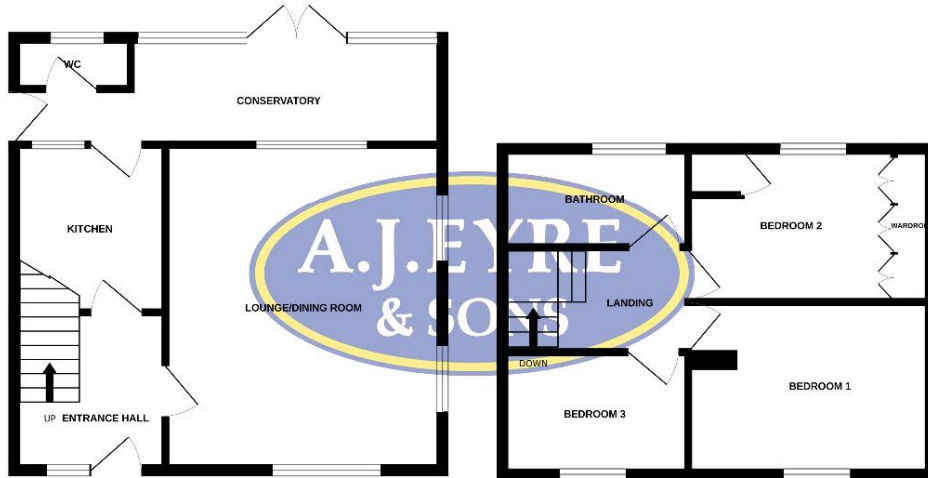 WC
CONSERVATORY
KITCHEN
LOUNGE/DINING ROOM
UP ENTRANCE HALL
A.J.EYRE
& SONS
BATHROOM
BEDROOM 2
LANDING
DOWN
BEDROOM 3
BEDROOM 1